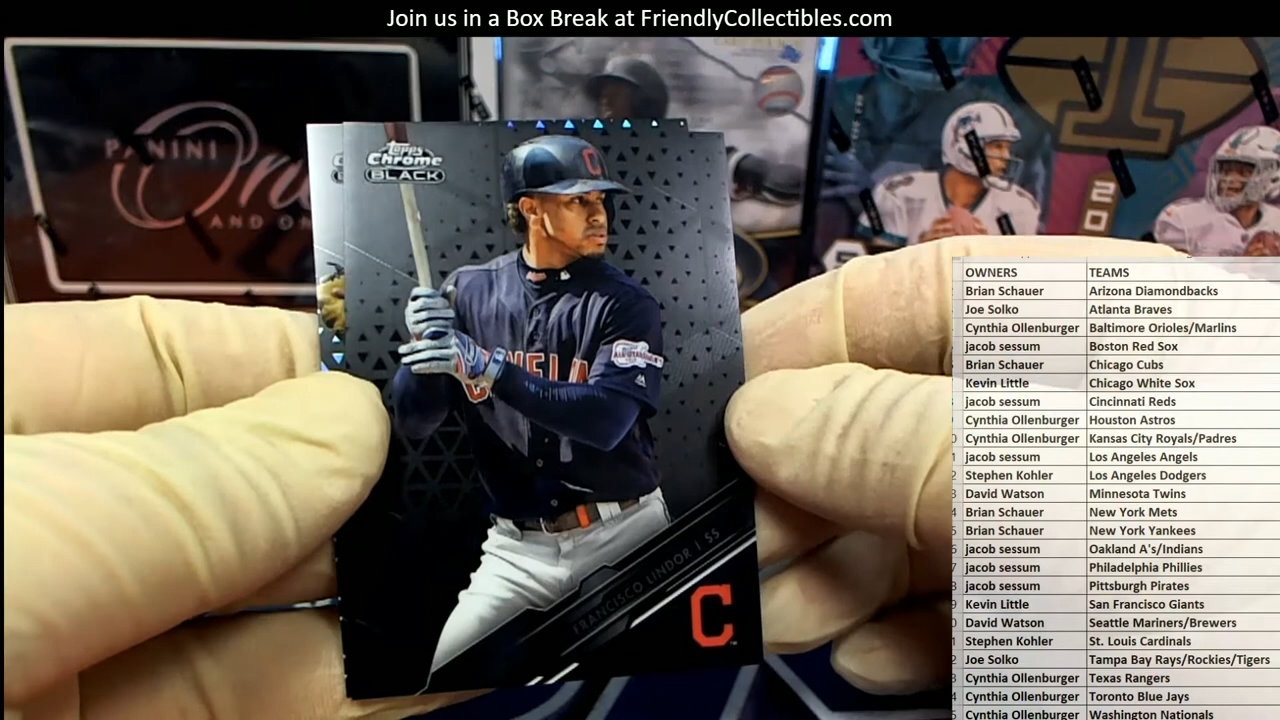 Join us in a Box Break at FriendlyCollectibles.com
PANINI One
AND ONE
Topps
Chrome
BLACK
C
FRANCISCO LINDOR | SS
C
20
OWNERS TEAMS
Brian Schauer Arizona Diamondbacks
Joe Solko Atlanta Braves
Cynthia Ollenburger Baltimore Orioles/Marlins
jacob sessum Boston Red Sox
Brian Schauer Chicago Cubs
Kevin Little Chicago White Sox
jacob sessum Cincinnati Reds
Cynthia Ollenburger Houston Astros
Cynthia Ollenburger Kansas City Royals/Padres
jacob sessum Los Angeles Angels
Stephen Kohler Los Angeles Dodgers
David Watson Minnesota Twins
Brian Schauer New York Mets
Brian Schauer New York Yankees
jacob sessum Oakland A's/Indians
jacob sessum Philadelphia Phillies
jacob sessum Pittsburgh Pirates
Kevin Little San Francisco Giants
David Watson Seattle Mariners/Brewers
Stephen Kohler St. Louis Cardinals
Joe Solko Tampa Bay Rays/Rockies/Tigers
Cynthia Ollenburger Texas Rangers
Cynthia Ollenburger Toronto Blue Jays
Cynthia Ollenburger Washington Nationals